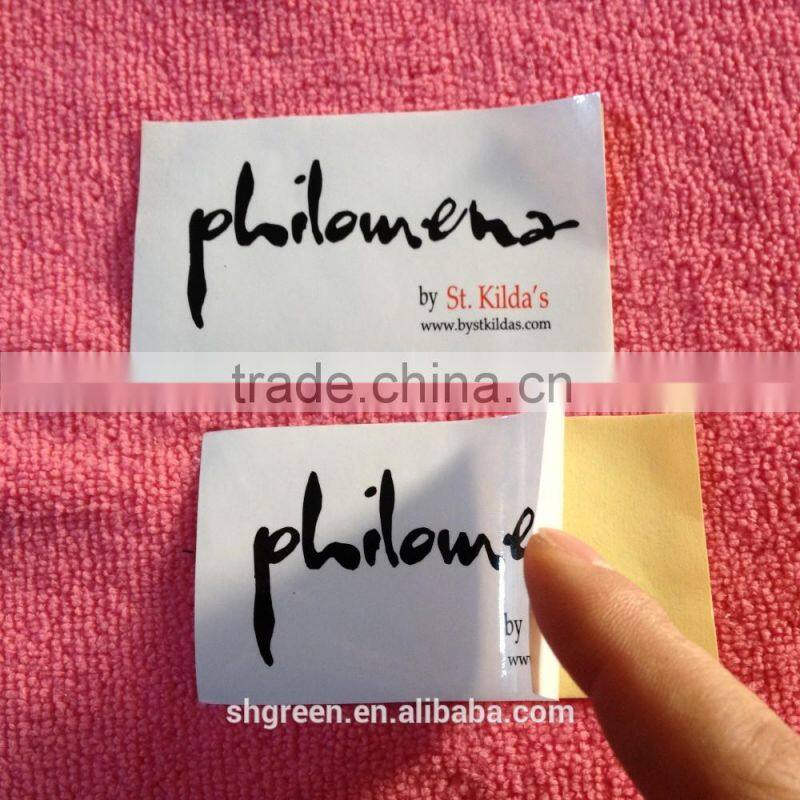 philomena
by St. Kilda's
www.bystkildas.com
trade.china.cn
philome
by
www
shgreen.en.alibaba.com